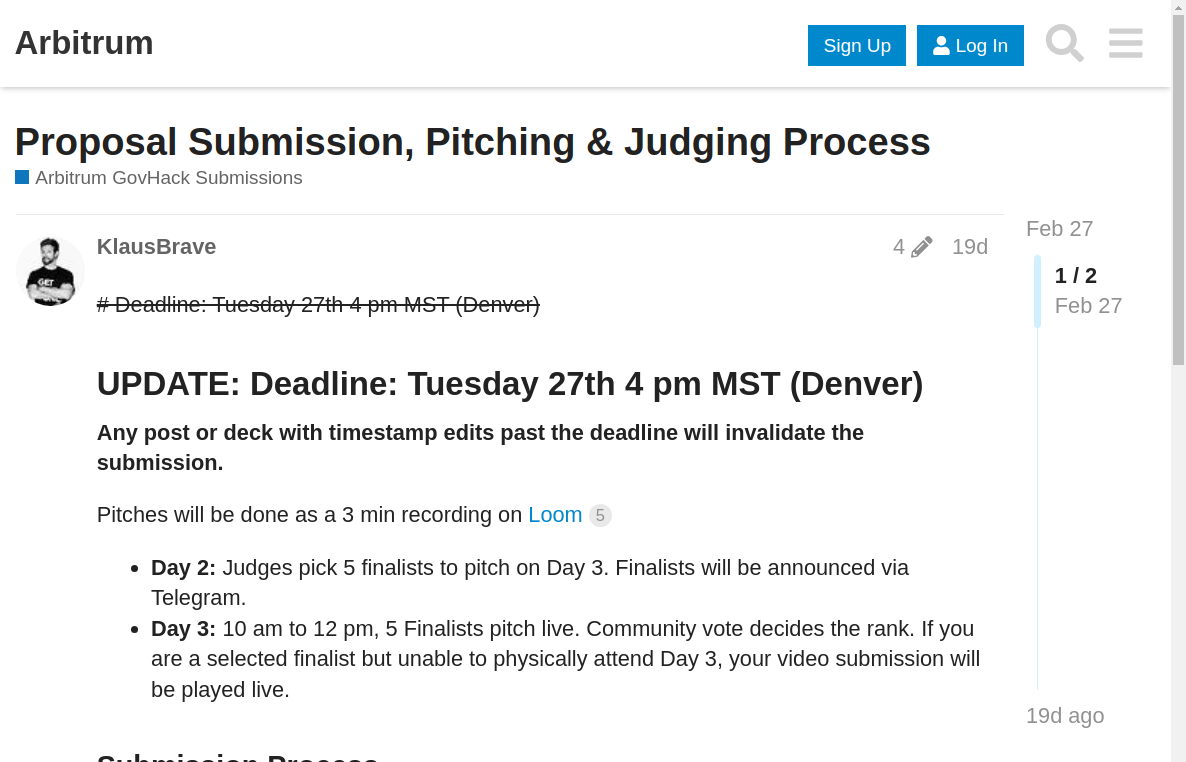 Arbitrum
Sign Up
Log In
Proposal Submission, Pitching & Judging Process
Arbitrum GovHack Submissions
KlausBrave
4
19d
# Deadline: Tuesday 27th 4 pm MST (Denver)
UPDATE: Deadline: Tuesday 27th 4 pm MST (Denver)
Any post or deck with timestamp edits past the deadline will invalidate the
submission.
Pitches will be done as a 3 min recording on Loom 5
Day 2: Judges pick 5 finalists to pitch on Day 3. Finalists will be announced via
Telegram.
Day 3: 10 am to 12 pm, 5 Finalists pitch live. Community vote decides the rank. If you
are a selected finalist but unable to physically attend Day 3, your video submission will
be played live.
Submission Process
Feb 27
1 / 2
Feb 27
19d ago